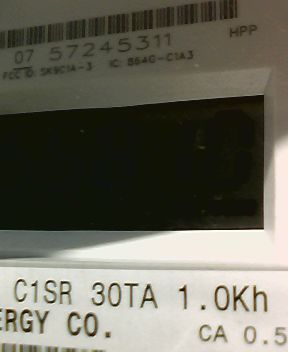 07 57245311
HPP
FCC ID: SK9C1A-3 IC: 864G-C1A3
C1SR 30TA 1.0Kh
ERGY CO.
CA 0.5